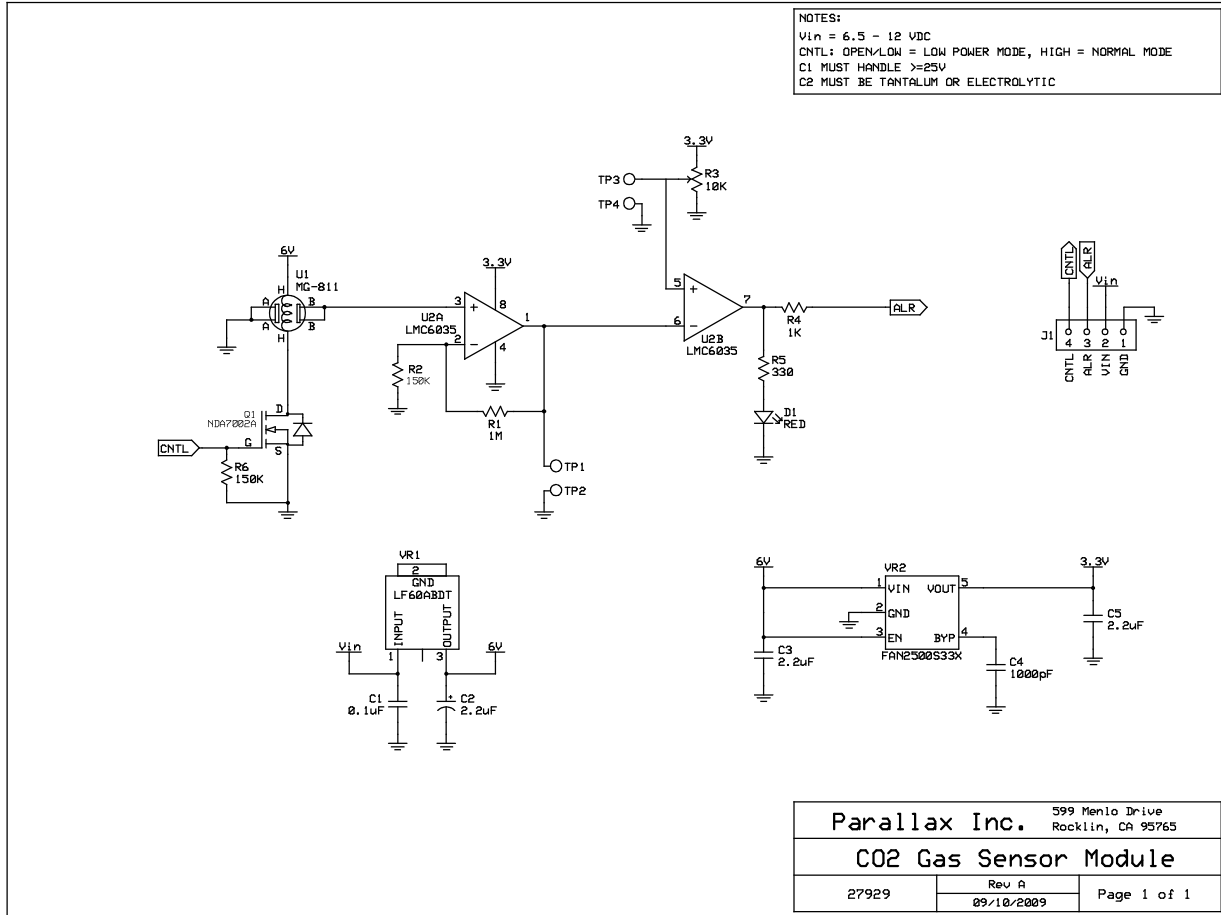 NOTES:
Vin = 6.5 - 12 VDC
CNTL: OPEN/LOW = LOW POWER MODE, HIGH = NORMAL MODE
C1 MUST HANDLE >=25V
C2 MUST BE TANTALUM OR ELECTROLYTIC
3.3V
R3
10K
TP3
TP4
6V
U1
MG-811
H
A
B
A
B
H
3.3V
3
+
8
U2A
LMC6035
1
2
-
4
R2
150K
R1
1M
TP1
TP2
5
+
7
6
-
U2B
LMC6035
R4
1K
ALR
R5
330
D1
RED
CNTL
ALR
Vin
J1
4
3
2
1
CNTL
ALR
VIN
GND
Q1
NDA7002A
D
G
S
CNTL
R6
150K
VR1
2
GND
LF60ABDT
INPUT
OUTPUT
Vin
1
3
6V
C1
0.1uF
+
C2
2.2uF
6V
VR2
3.3V
1
VIN
VOUT
5
2
GND
3
EN
BYP
4
FAN2500S33X
C3
2.2uF
C4
1000pF
C5
2.2uF
Parallax Inc.
599 Menlo Drive
Rocklin, CA 95765
CO2 Gas Sensor Module
27929
Rev A
09/10/2009
Page 1 of 1